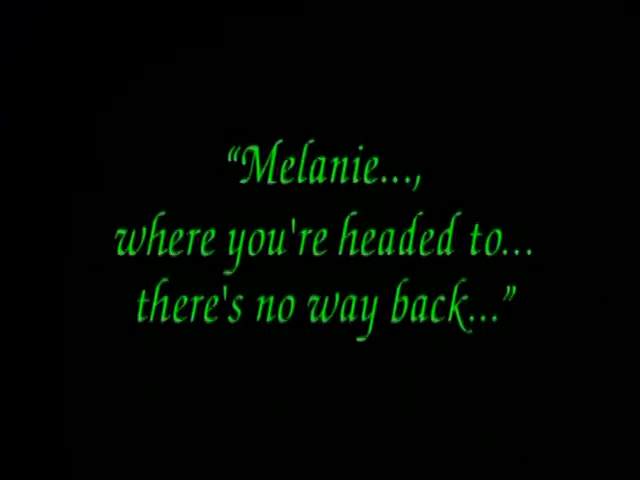 “Melanie...,
where you're headed to...
there's no way back...”